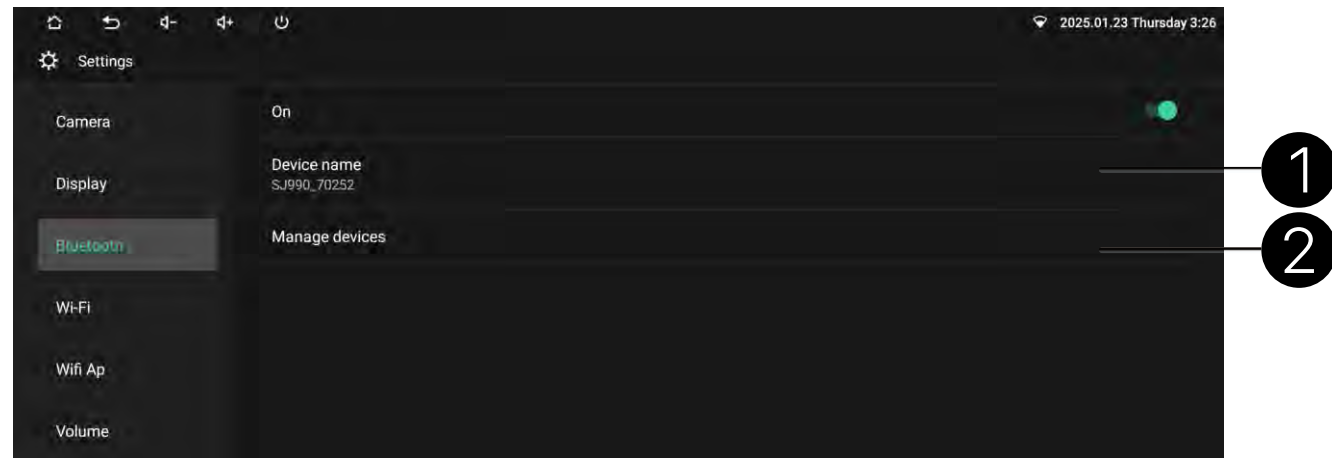 2025.01.23 Thursday 3:26
Settings
Camera
Display
Bluetooth
Wi-Fi
Wifi Ap
Volume
On
Device name
SJ990_70252
Manage devices
1
2